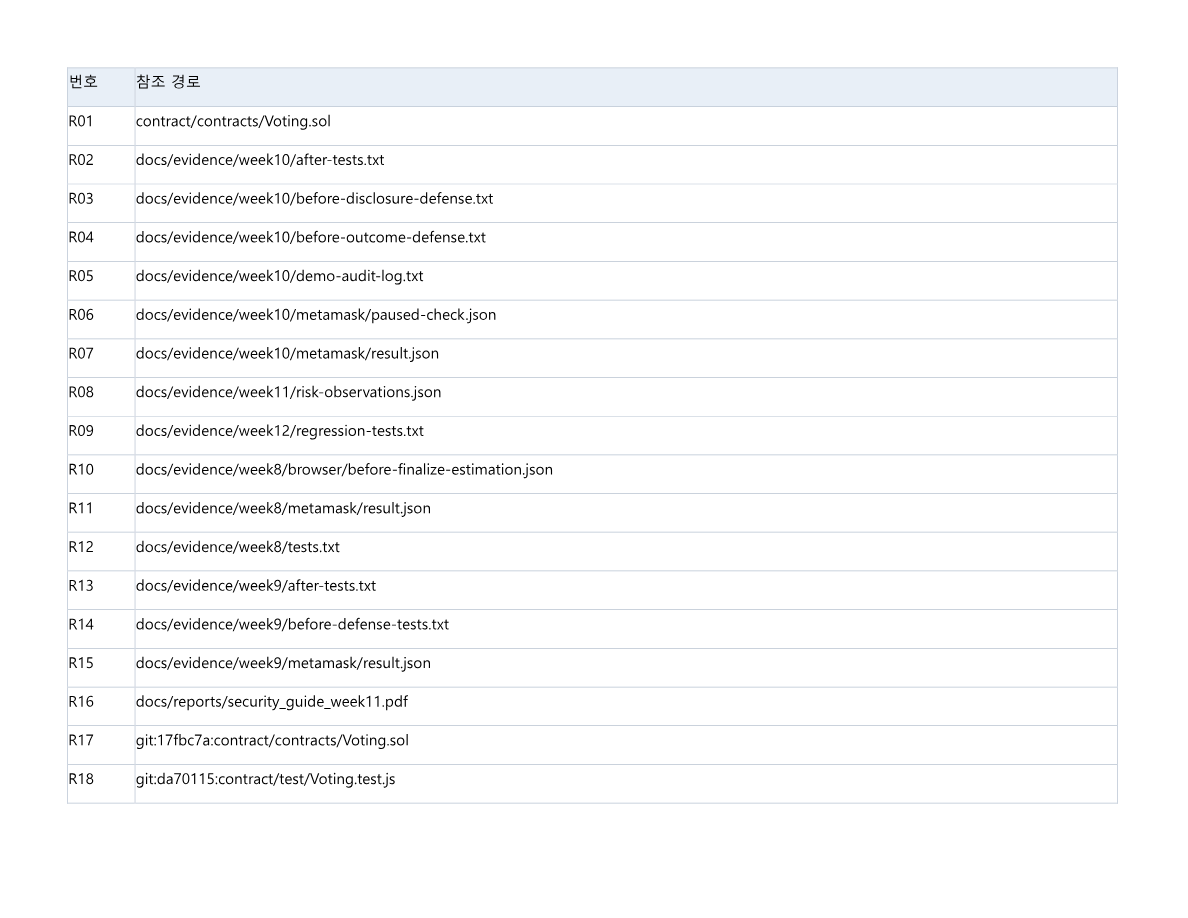 번호 참조 경로
R01 contract/contracts/Voting.sol
R02 docs/evidence/week10/after-tests.txt
R03 docs/evidence/week10/before-disclosure-defense.txt
R04 docs/evidence/week10/before-outcome-defense.txt
R05 docs/evidence/week10/demo-audit-log.txt
R06 docs/evidence/week10/metamask/paused-check.json
R07 docs/evidence/week10/metamask/result.json
R08 docs/evidence/week11/risk-observations.json
R09 docs/evidence/week12/regression-tests.txt
R10 docs/evidence/week8/browser/before-finalize-estimation.json
R11 docs/evidence/week8/metamask/result.json
R12 docs/evidence/week8/tests.txt
R13 docs/evidence/week9/after-tests.txt
R14 docs/evidence/week9/before-defense-tests.txt
R15 docs/evidence/week9/metamask/result.json
R16 docs/reports/security_guide_week11.pdf
R17 git:17fbc7a:contract/contracts/Voting.sol
R18 git:da70115:contract/test/Voting.test.js